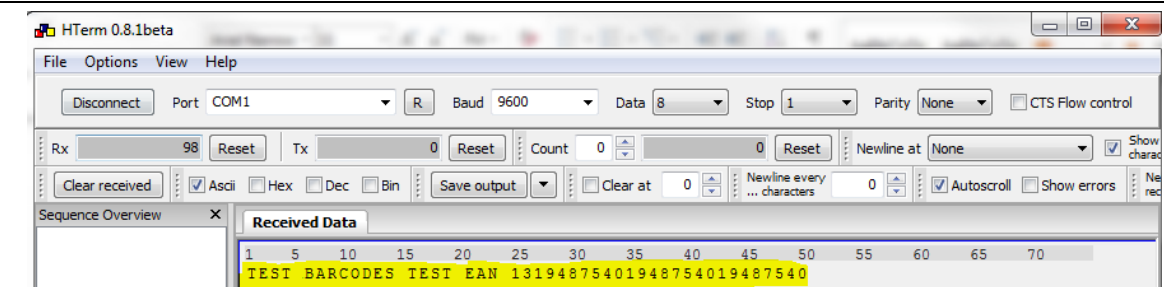 HTerm 0.8.1beta
File Options View Help
Disconnect Port COM1 R Baud 9600 Data 8 Stop 1 Parity None CTS Flow control
Rx 98 Reset Tx 0 Reset Count 0 0 Reset Newline at None Show
Clear received Ascii Hex Dec Bin Save output Clear at 0 Newline every ... characters 0 Autoscroll Show errors
Sequence Overview X Received Data
1 5 10 15 20 25 30 35 40 45 50 55 60 65 70
TEST BARCODES TEST EAN 13194875401948754019487540